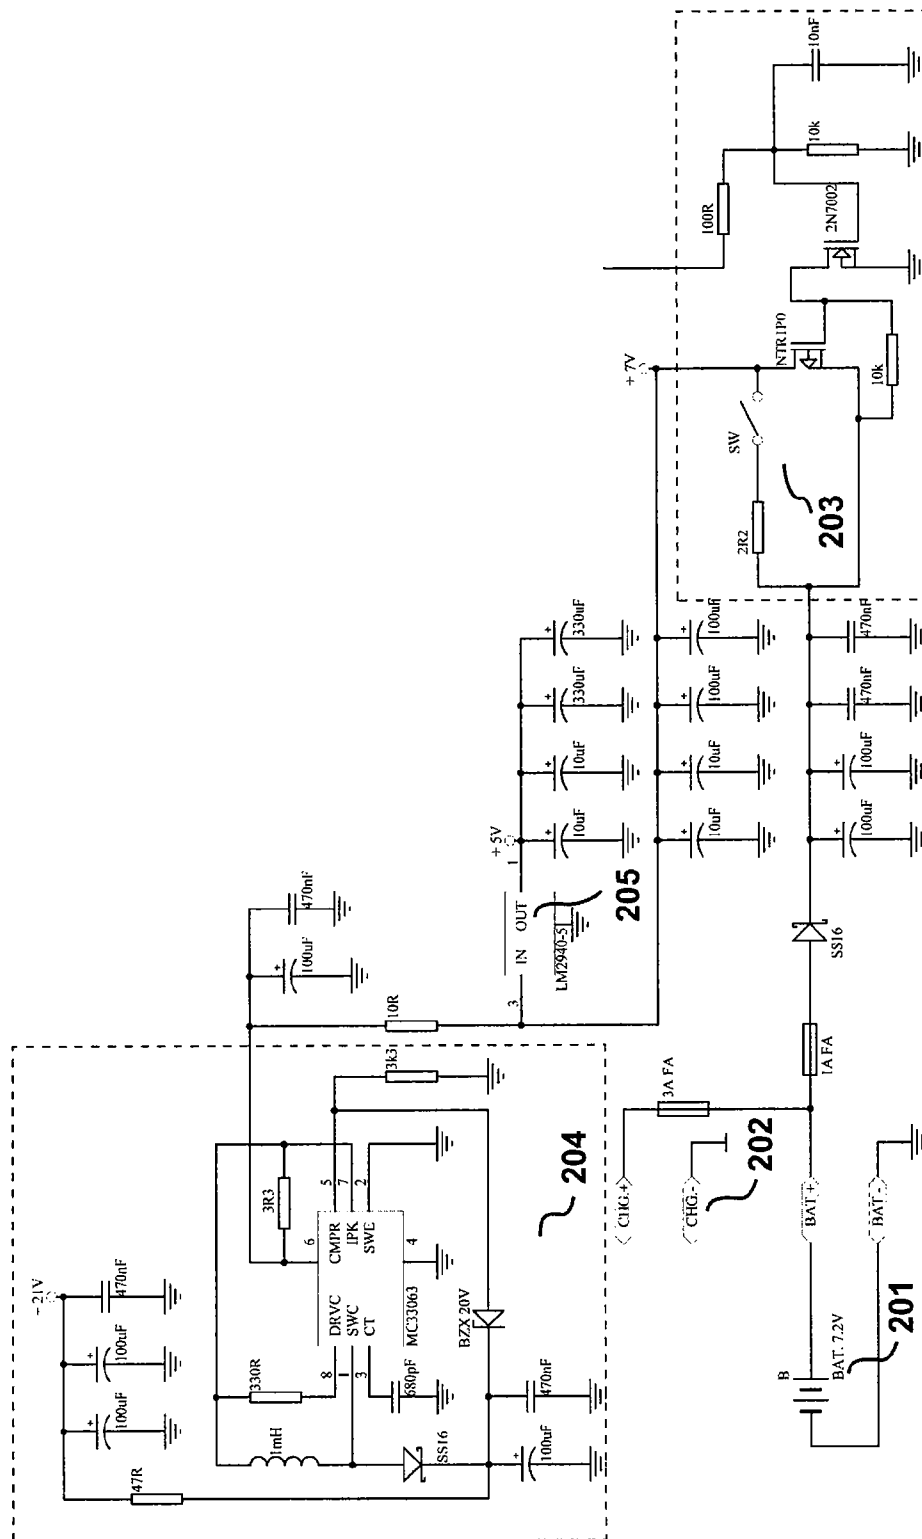 10nF
10k
100R
2N7002
NTR1P0
10k
+7V
SW
2R2
203
330uF
330uF
10uF
10uF
+5V
1
IN OUT
3
LM2940-5
205
100uF
100uF
10uF
10uF
470nF
470nF
100uF
100uF
SS16
1A FA
3A FA
CHG.+
CHG.-
202
BAT.+
BAT.-
B
BAT. 7.2V
201
470nF
100uF
10R
3k3
204
3R3
6
5
7
2
4
CMPR
IPK
SWE
DRVC
SWC
CT
8
1
3
MC33063
680pF
330R
1mH
SS16
BZX 20V
470nF
100uF
47R
100uF
100uF
470nF